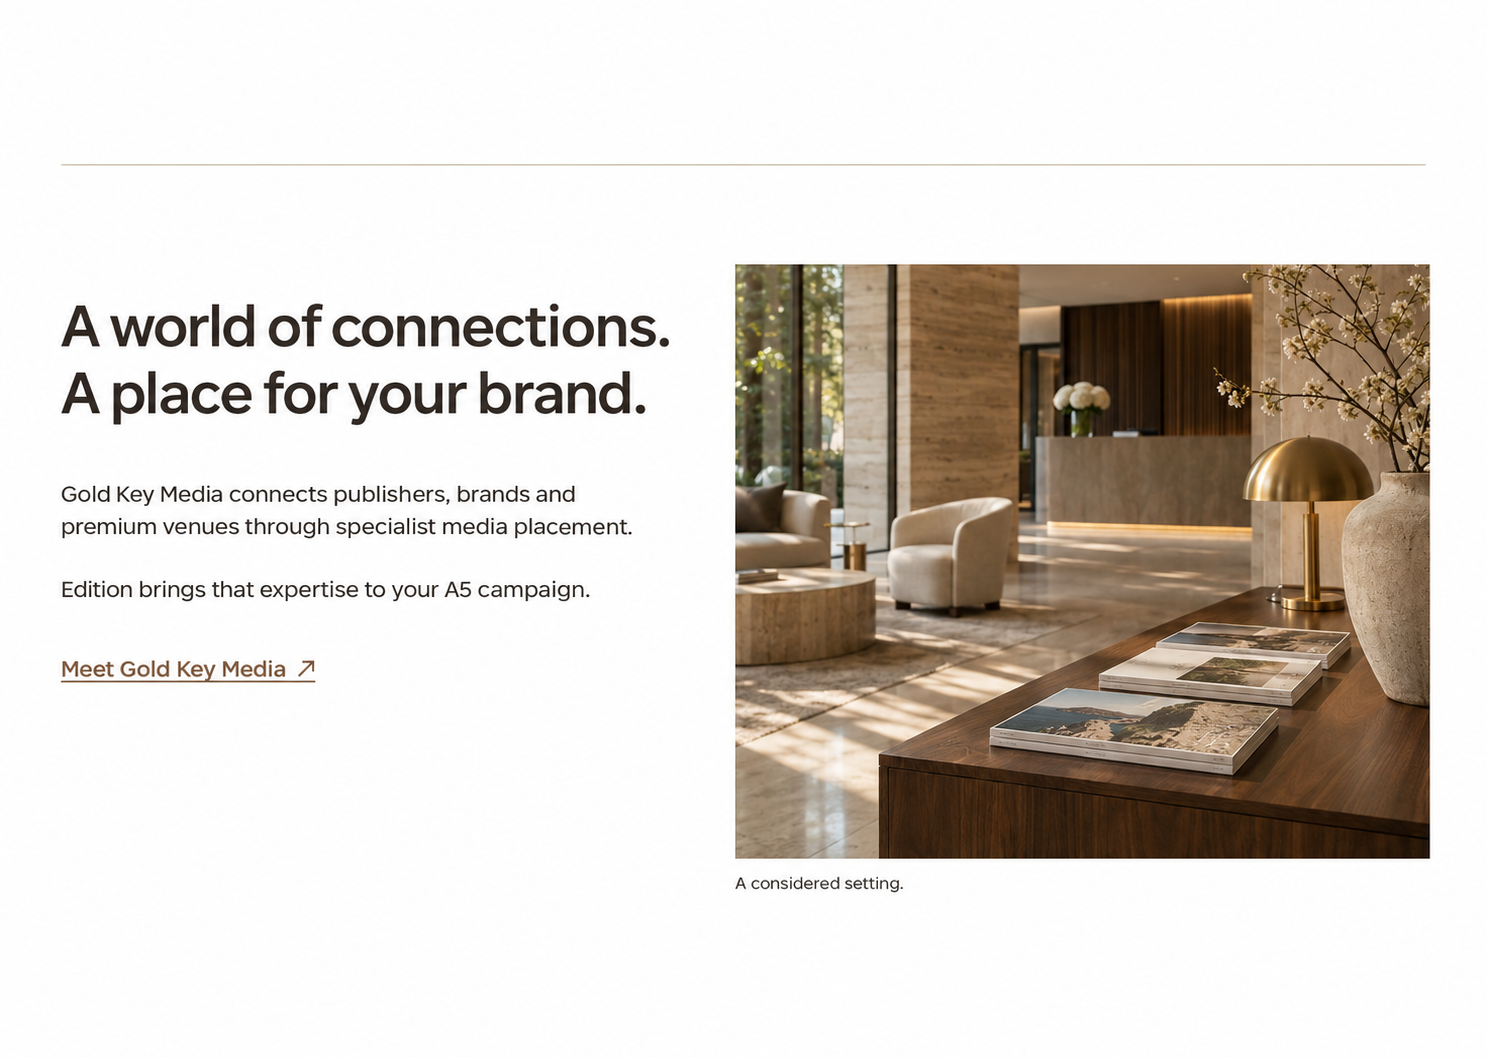 A world of connections.
A place for your brand.
Gold Key Media connects publishers, brands and
premium venues through specialist media placement.
Edition brings that expertise to your A5 campaign.
Meet Gold Key Media ↗
A considered setting.